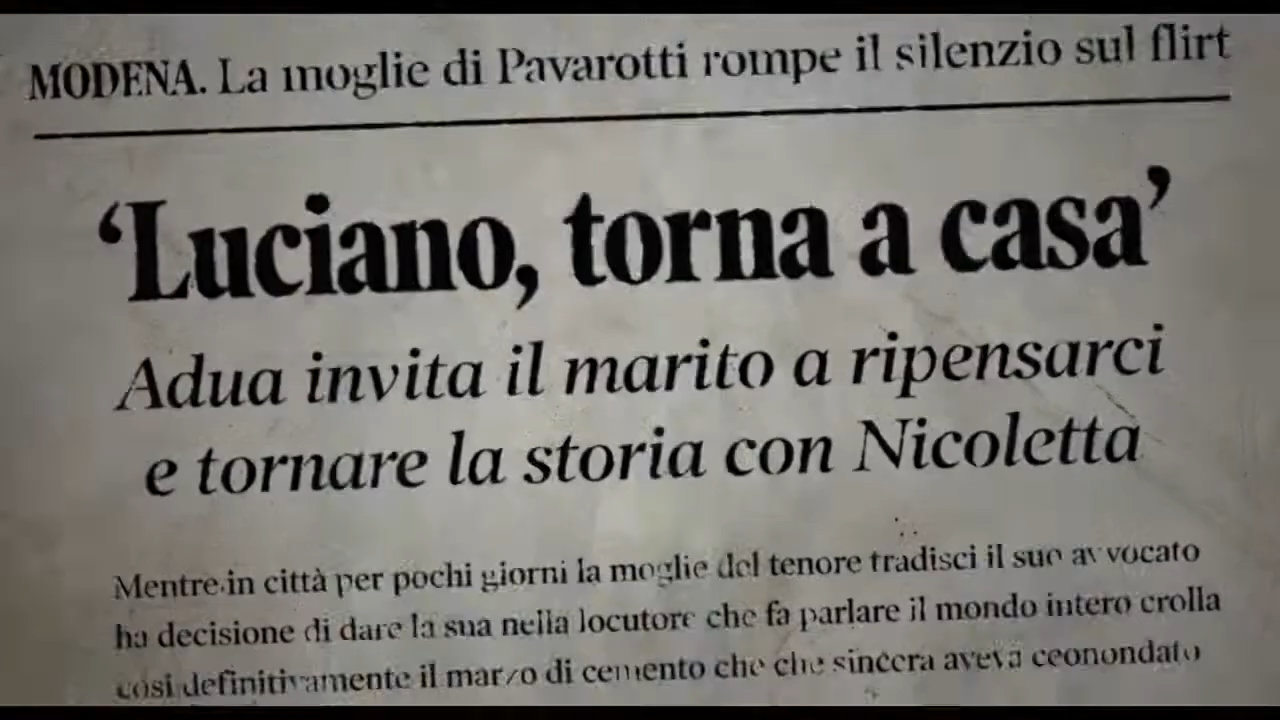 MODENA. La moglie di Pavarotti rompe il silenzio sul flirt
‘Luciano, torna a casa’
Adua invita il marito a ripensarci
e tornare la storia con Nicoletta
Mentre in città per pochi giorni la moglie del tenore tradisci il suo avvocato
ha decisione di dare la sua nella locutore che fa parlare il mondo intero crolla
cosi definitivamente il marzo di cemento che che sincera aveva